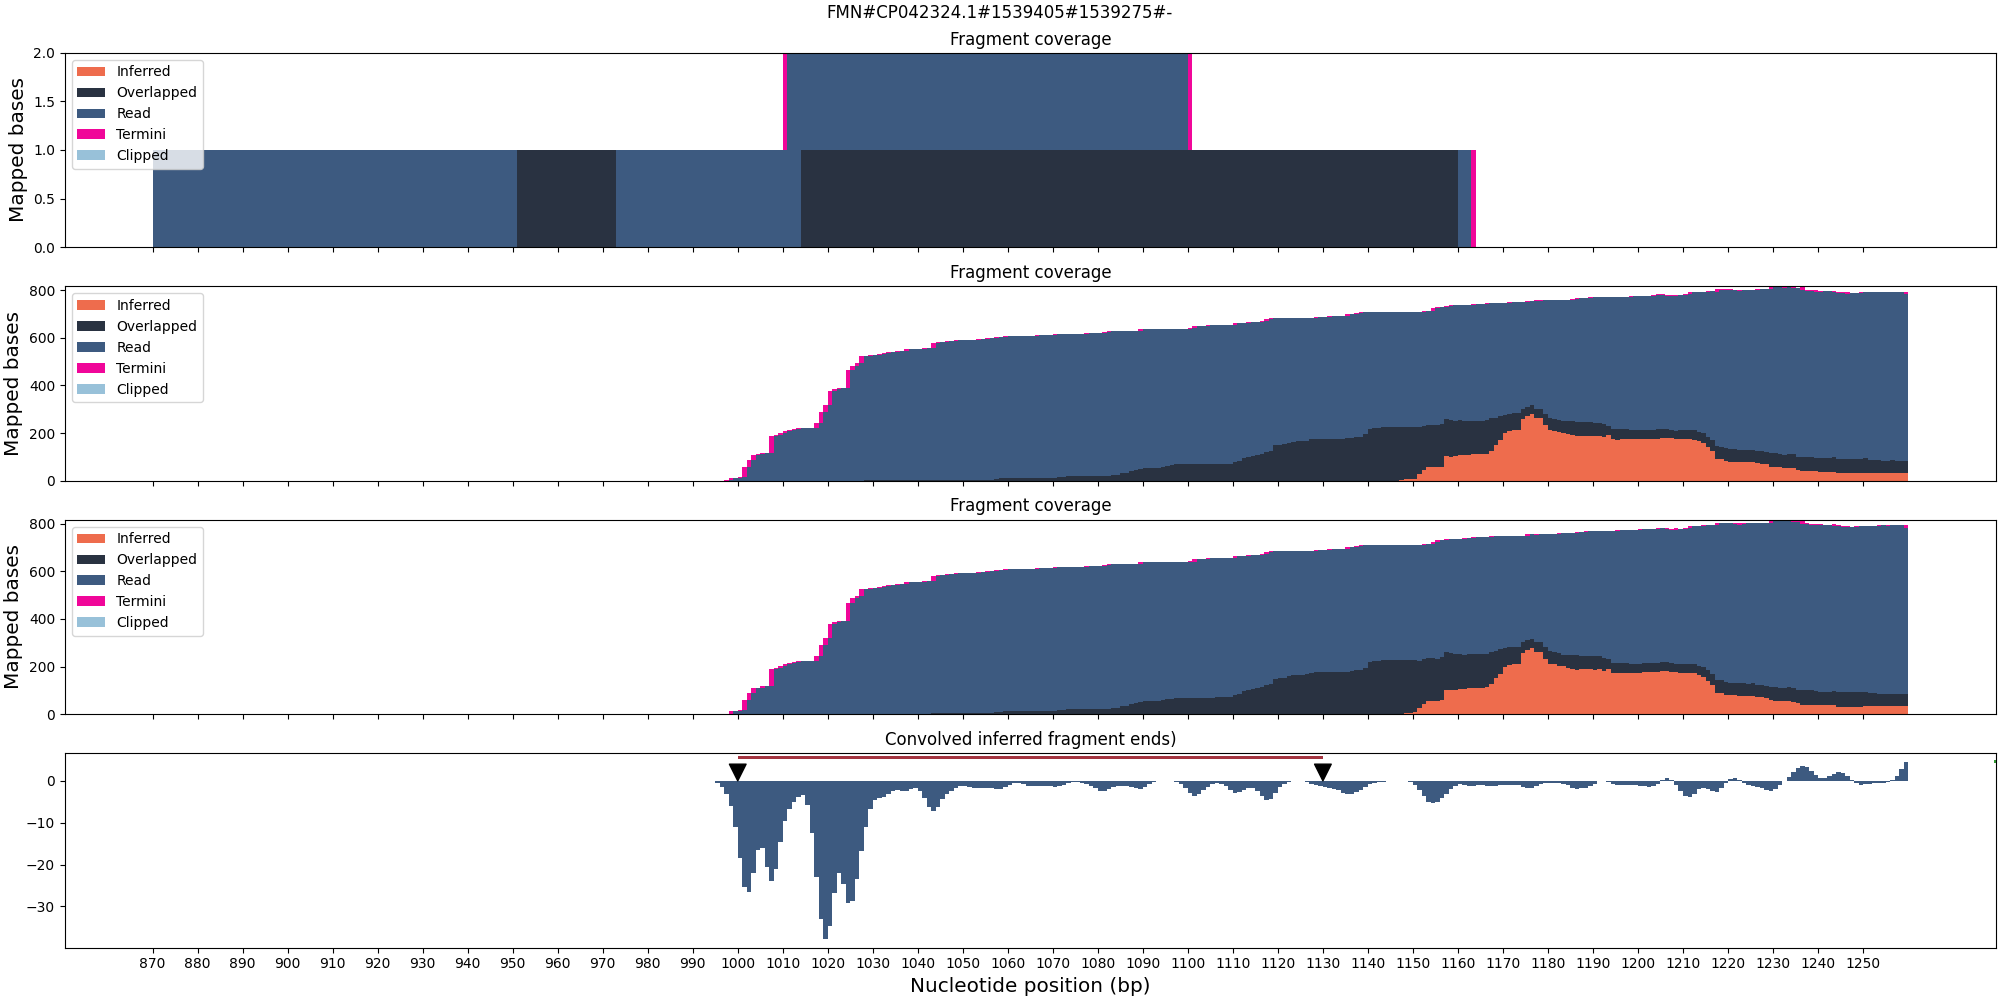 FMN#CP042324.1#1539405#1539275#-
Fragment coverage
Mapped bases
2.0
1.5
1.0
0.5
0.0
Inferred
Overlapped
Read
Termini
Clipped
Fragment coverage
Mapped bases
800
600
400
200
0
Inferred
Overlapped
Read
Termini
Clipped
Fragment coverage
Mapped bases
800
600
400
200
0
Inferred
Overlapped
Read
Termini
Clipped
Convolved inferred fragment ends)
0
−10
−20
−30
870 880 890 900 910 920 930 940 950 960 970 980 990 1000 1010 1020 1030 1040 1050 1060 1070 1080 1090 1100 1110 1120 1130 1140 1150 1160 1170 1180 1190 1200 1210 1220 1230 1240 1250
Nucleotide position (bp)